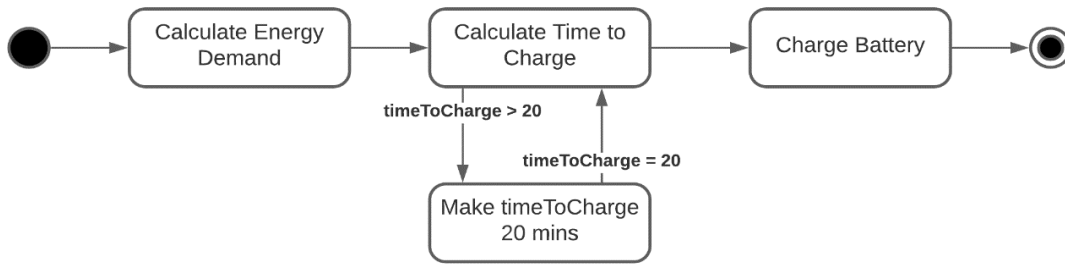 Calculate Energy
Demand
Calculate Time to
Charge
Charge Battery
timeToCharge > 20
timeToCharge = 20
Make timeToCharge
20 mins